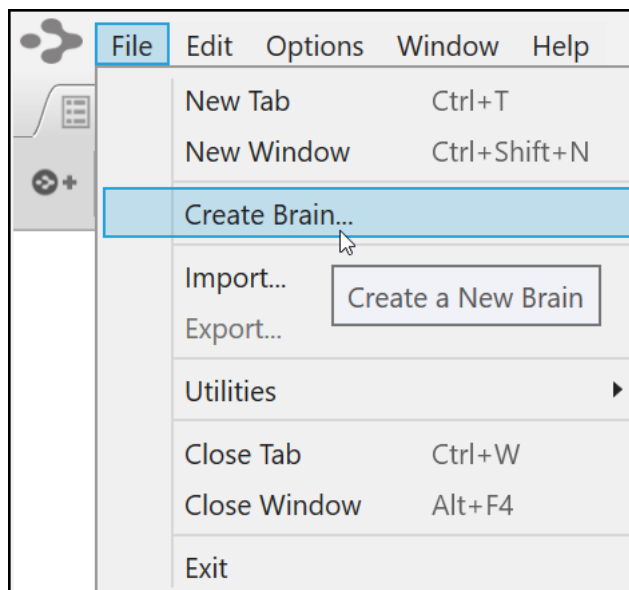 File Edit Options Window Help
New Tab Ctrl+T
New Window Ctrl+Shift+N
Create Brain...
Import...
Create a New Brain
Export...
Utilities
Close Tab Ctrl+W
Close Window Alt+F4
Exit